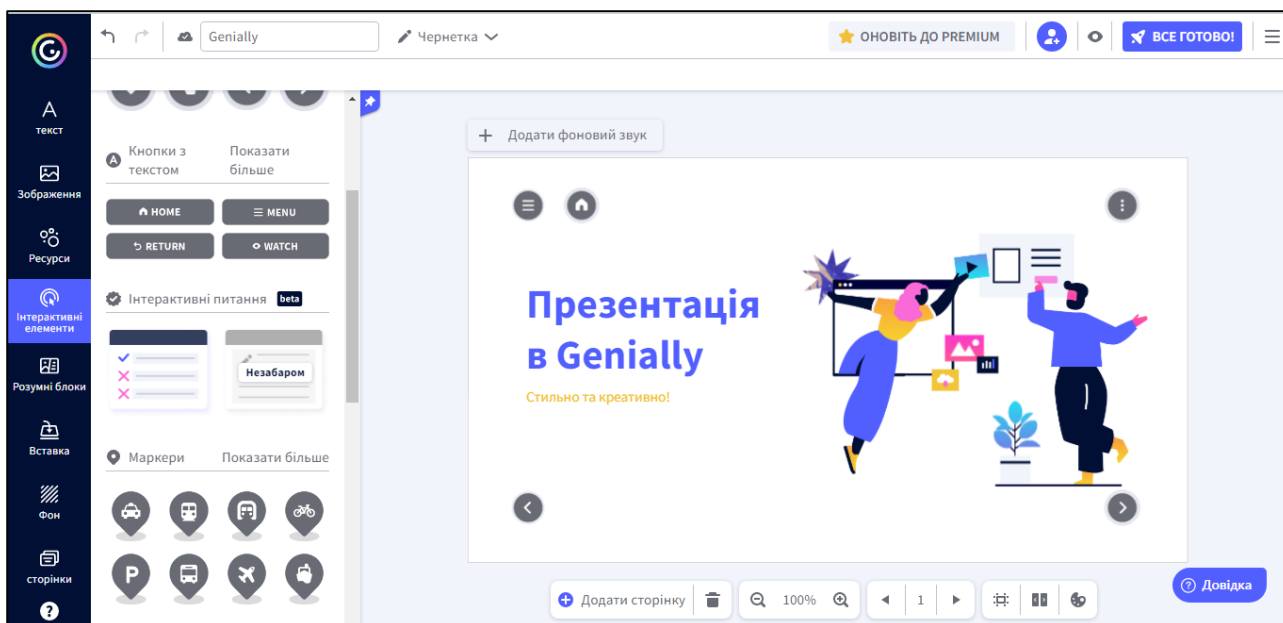 Genially
Чернетка
ОНОВІТЬ ДО PREMIUM
ВСЕ ГОТОВО!
текст
Зображення
Ресурси
Інтерактивні
елементи
Розумні блоки
Вставка
Фон
сторінки
?
A
Кнопки з
текстом
Показати
більше
HOME
MENU
RETURN
WATCH
Інтерактивні питання beta
Незабаром
Маркери
Показати більше
P
+ Додати фоновий звук
Презентація
в Genially
Стильно та креативно!
Додати сторінку
100%
1
Довідка